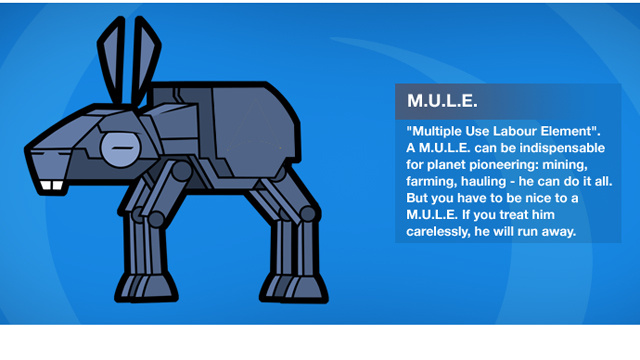 M.U.L.E.
"Multiple Use Labour Element".
A M.U.L.E. can be indispensable
for planet pioneering: mining,
farming, hauling - he can do it all.
But you have to be nice to a
M.U.L.E. If you treat him
carelessly, he will run away.